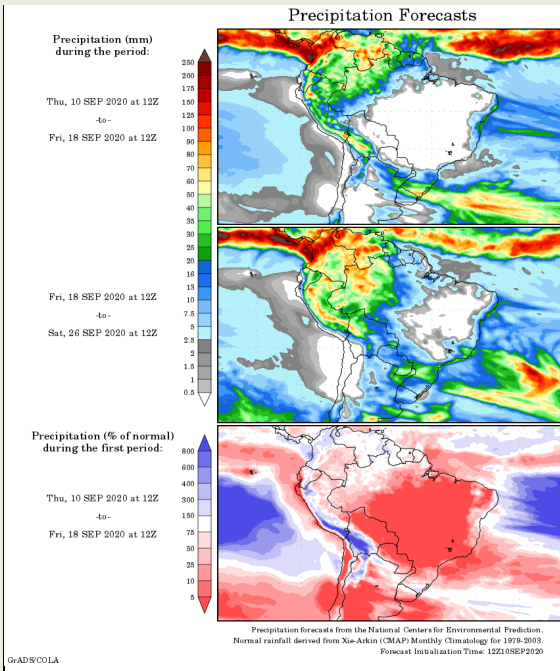 Precipitation Forecasts
Precipitation (mm)
during the period:
Thu, 10 SEP 2020 at 12Z
-to-
Fri, 18 SEP 2020 at 12Z
250
200
175
150
125
100
90
80
70
60
50
40
35
30
25
20
16
13
10
7.5
5
2.5
2
1.5
1
0.5
Fri, 18 SEP 2020 at 12Z
-to-
Sat, 26 SEP 2020 at 12Z
Precipitation (% of normal)
during the first period:
Thu, 10 SEP 2020 at 12Z
-to-
Fri, 18 SEP 2020 at 12Z
800
600
400
300
150
75
50
25
10
5
Precipitation forecasts from the National Centers for Environmental Prediction.
Normal rainfall derived from Xie-Arkin (CMAP) Monthly Climatology for 1979-2003.
Forecast Initialization Time: 12Z10SEP2020
GrADS/COLA